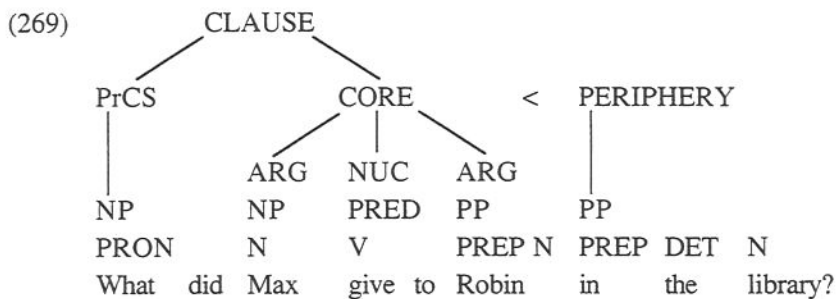 (269) CLAUSE
PrCS CORE < PERIPHERY
ARG NUC ARG
NP NP PRED PP PP
PRON N V PREP N PREP DET N
What did Max give to Robin in the library?